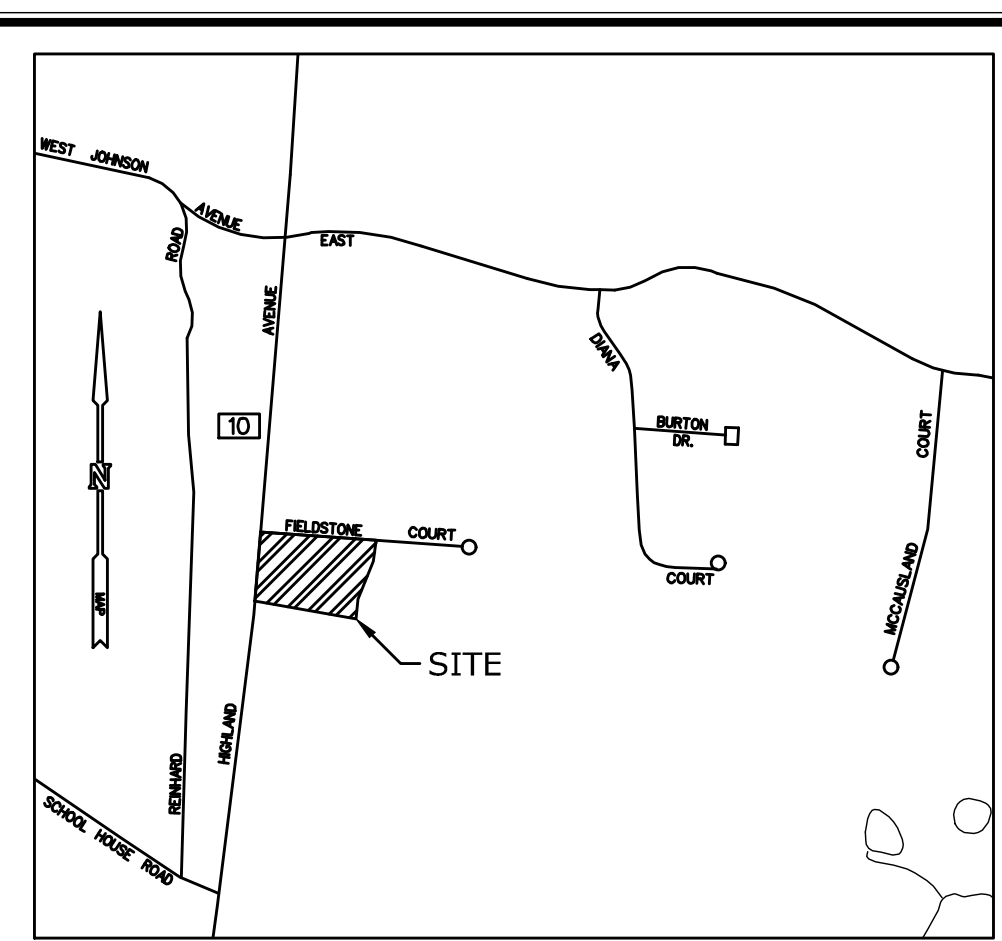 WEST JOHNSON
AVENUE
EAST
ROAD
AVENUE
DIANA
10
BURTON
DR.
COURT
N
FIELDSTONE COURT
COURT
MAP
MCCAUSLAND
SITE
HIGHLAND
REINHARD
SCHOOL HOUSE ROAD